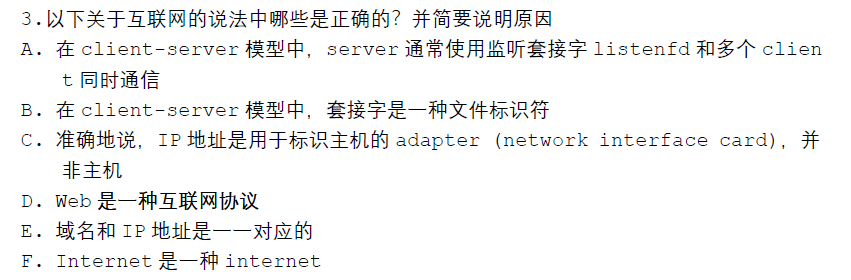 3.以下关于互联网的说法中哪些是正确的？并简要说明原因
A. 在 client-server 模型中，server 通常使用监听套接字 listenfd 和多个 clien
t 同时通信
B. 在 client-server 模型中，套接字是一种文件标识符
C. 准确地说，IP 地址是用于标识主机的 adapter (network interface card)，并
非主机
D. Web 是一种互联网协议
E. 域名和 IP 地址是一一对应的
F. Internet 是一种 internet